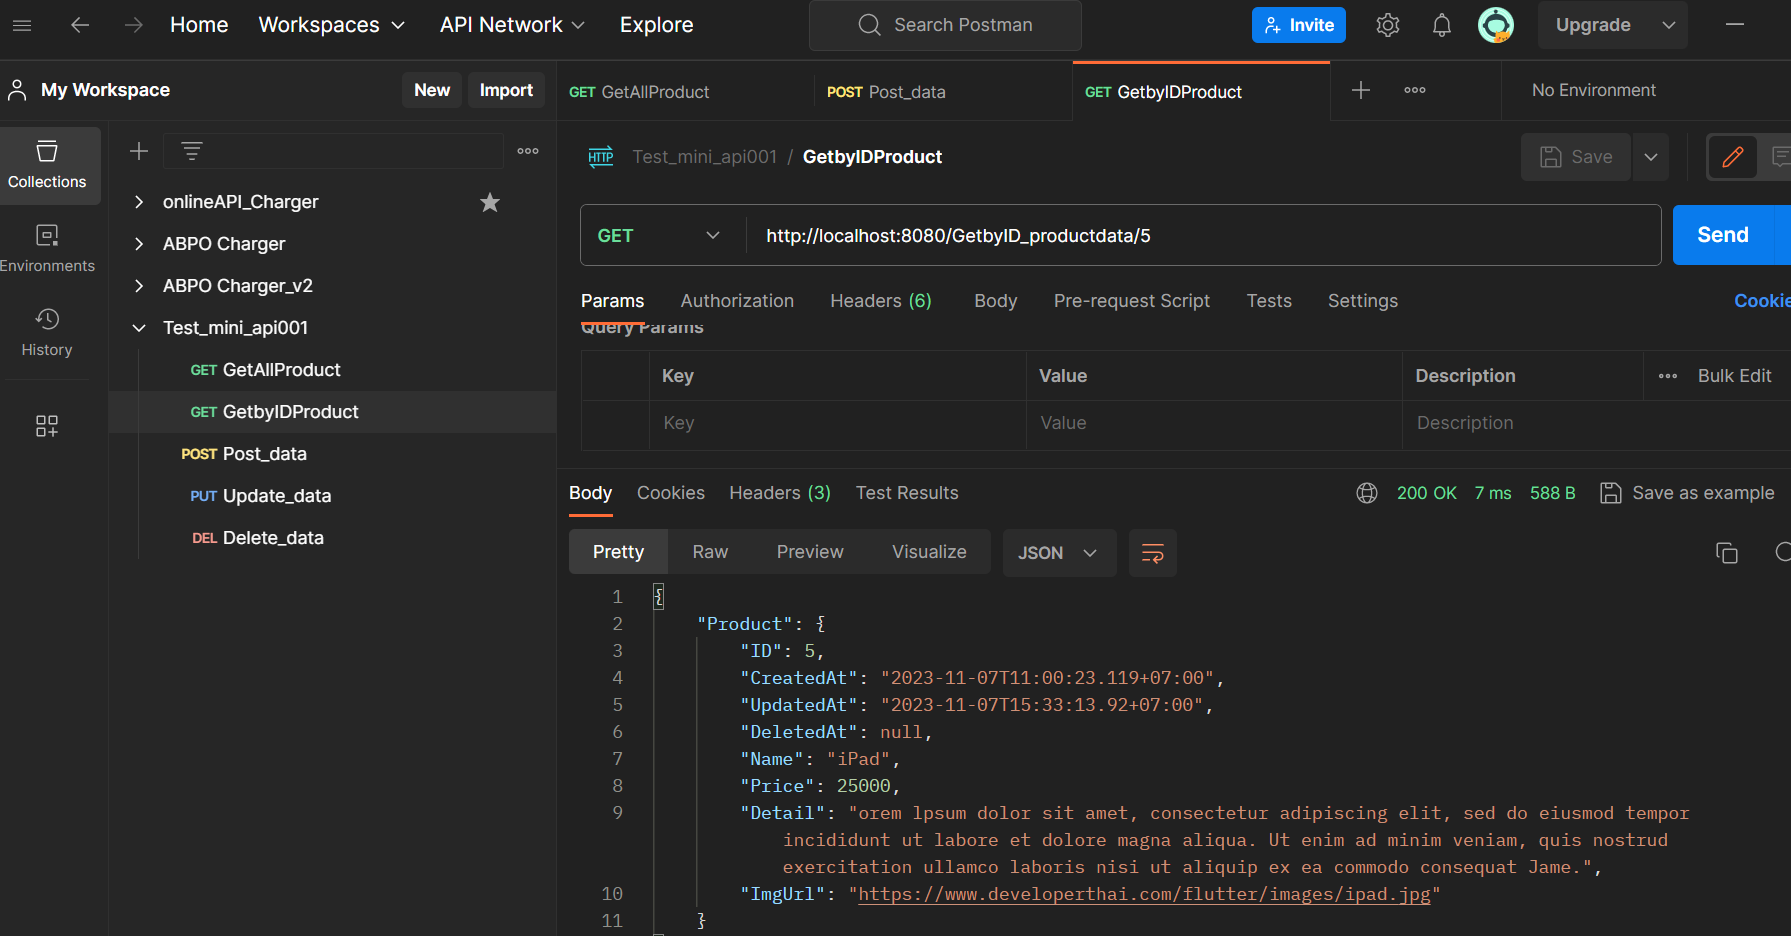 Home Workspaces API Network Explore Search Postman Invite Upgrade
My Workspace New Import GET GetAllProduct POST Post_data GET GetbyIDProduct No Environment
Collections
Environments
History
onlineAPI_Charger
ABPO Charger
ABPO Charger_v2
Test_mini_api001
GET GetAllProduct
GET GetbyIDProduct
POST Post_data
PUT Update_data
DEL Delete_data
HTTP Test_mini_api001 / GetbyIDProduct Save
GET http://localhost:8080/GetbyID_productdata/5 Send
Params Authorization Headers (6) Body Pre-request Script Tests Settings Cookie
Query Params
Key Value Description Bulk Edit
Key Value Description
Body Cookies Headers (3) Test Results 200 OK 7 ms 588 B Save as example
Pretty Raw Preview Visualize JSON
1 {
2 "Product": {
3 "ID": 5,
4 "CreatedAt": "2023-11-07T11:00:23.119+07:00",
5 "UpdatedAt": "2023-11-07T15:33:13.92+07:00",
6 "DeletedAt": null,
7 "Name": "iPad",
8 "Price": 25000,
9 "Detail": "orem lpsum dolor sit amet, consectetur adipiscing elit, sed do eiusmod tempor
incididunt ut labore et dolore magna aliqua. Ut enim ad minim veniam, quis nostrud
exercitation ullamco laboris nisi ut aliquip ex ea commodo consequat Jame.",
10 "ImgUrl": "https://www.developerthai.com/flutter/images/ipad.jpg"
11 }